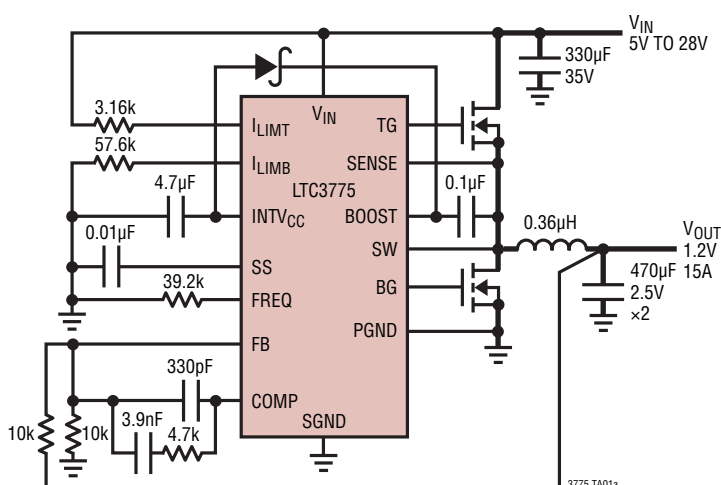 V_IN
5V TO 28V
330µF
35V
3.16k
57.6k
4.7µF
0.01µF
39.2k
I_LIMT
V_IN
TG
I_LIMB
SENSE
LTC3775
0.1µF
INTV_CC
BOOST
SW
0.36µH
V_OUT
1.2V
15A
SS
BG
470µF
2.5V
×2
FREQ
PGND
FB
330pF
COMP
3.9nF
4.7k
SGND
10k
10k
3775 TA01a